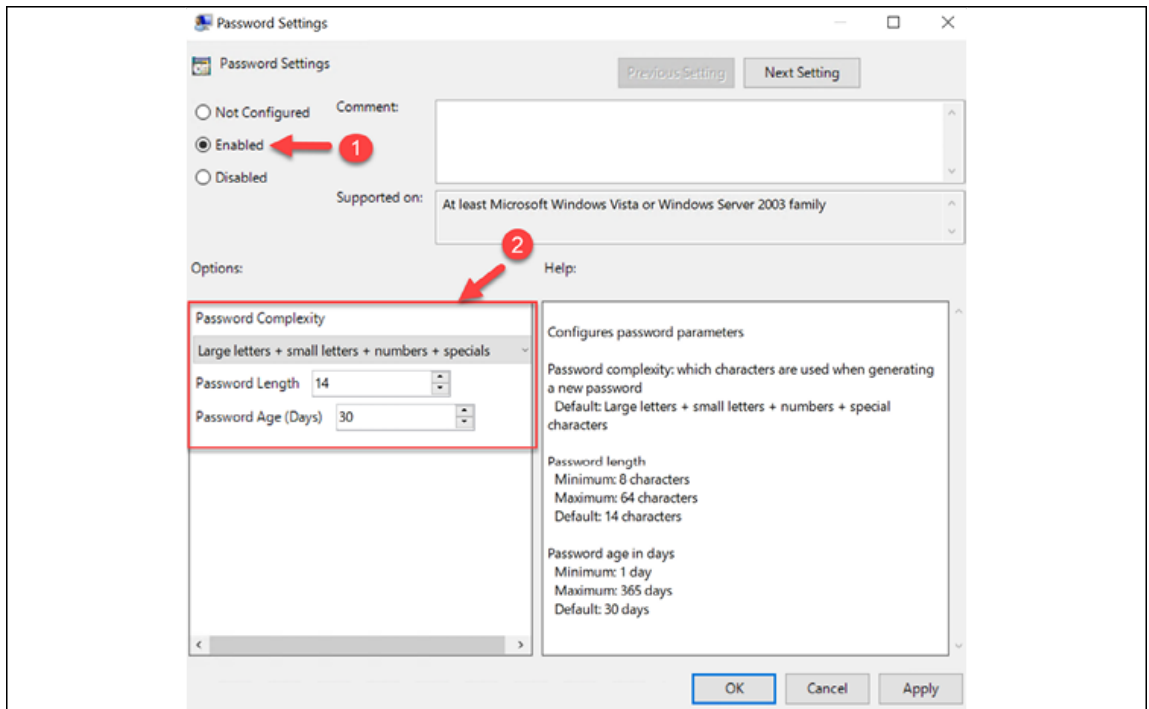 Password Settings
Password Settings
Previous Setting
Next Setting
Not Configured
Comment:
Enabled
1
Disabled
Supported on:
At least Microsoft Windows Vista or Windows Server 2003 family
2
Options:
Help:
Password Complexity
Large letters + small letters + numbers + specials
Password Length 14
Password Age (Days) 30
Configures password parameters
Password complexity: which characters are used when generating
a new password
Default: Large letters + small letters + numbers + special
characters
Password length
Minimum: 8 characters
Maximum: 64 characters
Default: 14 characters
Password age in days
Minimum: 1 day
Maximum: 365 days
Default: 30 days
OK
Cancel
Apply